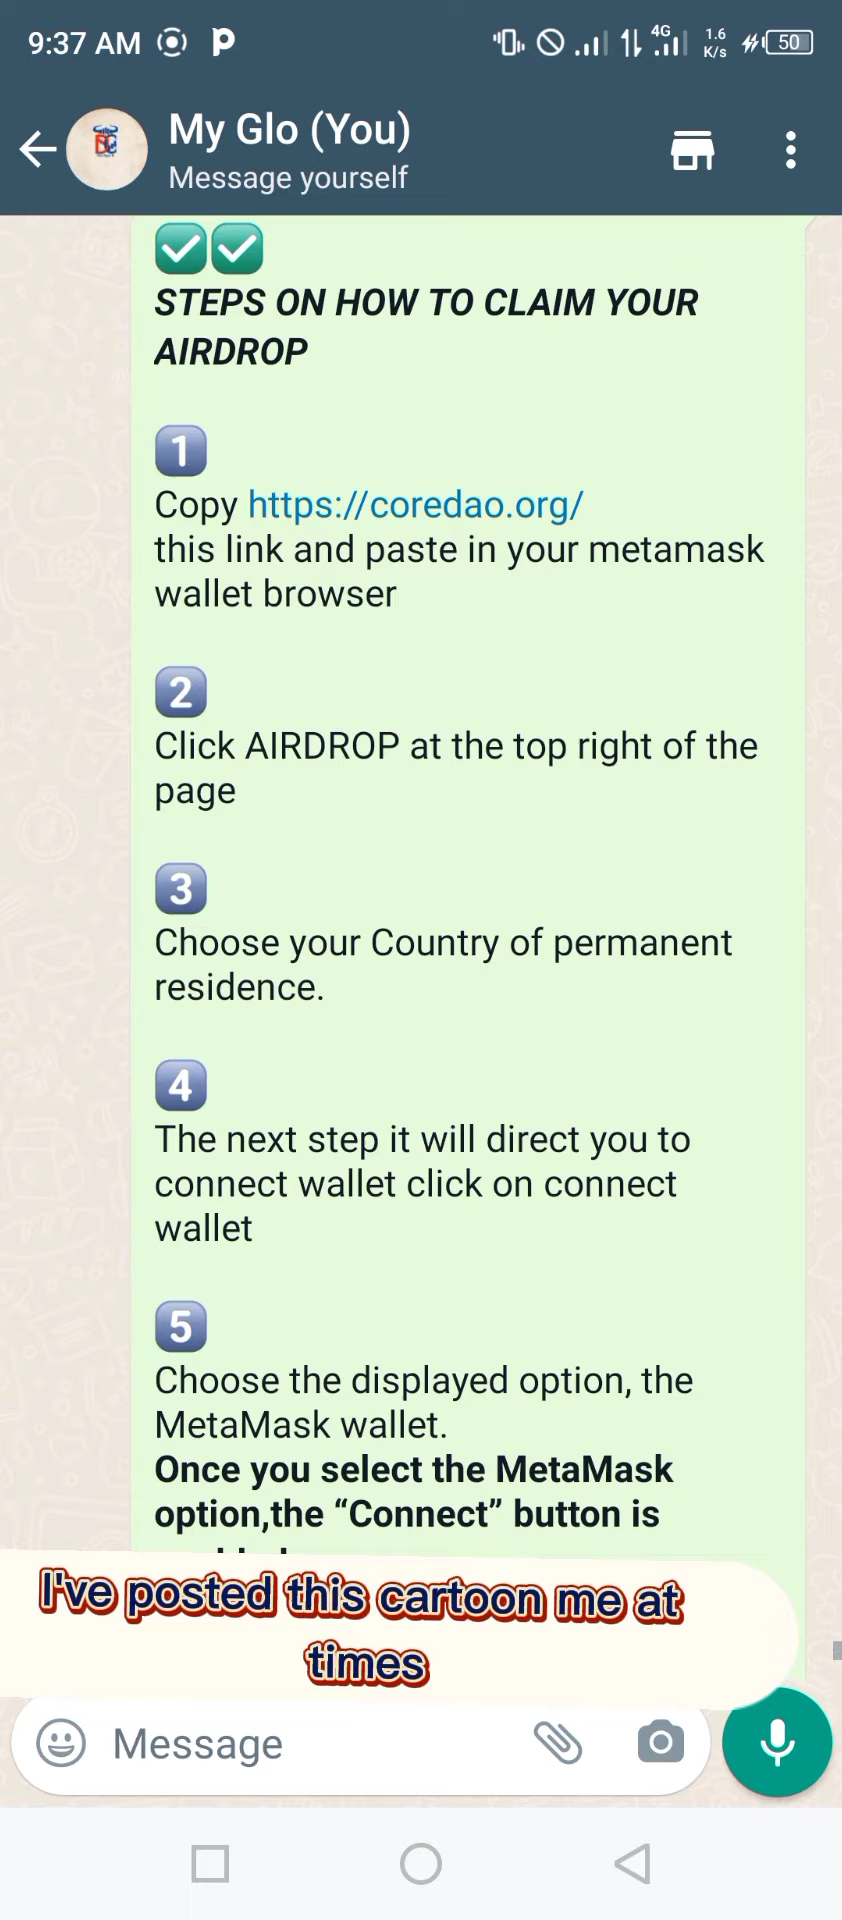 9:37 AM
4G
1.6
K/s
50
My Glo (You)
Message yourself
STEPS ON HOW TO CLAIM YOUR
AIRDROP
1
Copy https://coredao.org/
this link and paste in your metamask
wallet browser
2
Click AIRDROP at the top right of the
page
3
Choose your Country of permanent
residence.
4
The next step it will direct you to
connect wallet click on connect
wallet
5
Choose the displayed option, the
MetaMask wallet.
Once you select the MetaMask
option,the “Connect” button is
I've posted this cartoon me at
times
Message